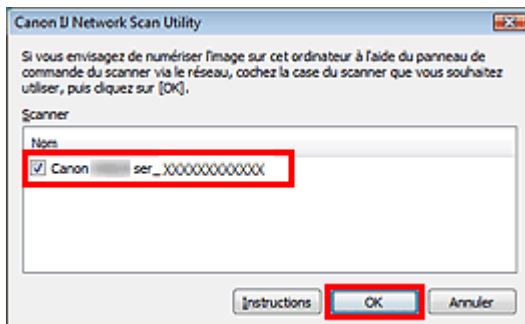 Canon IJ Network Scan Utility
Si vous envisagez de numériser l'image sur cet ordinateur à l'aide du panneau de
commande du scanner via le réseau, cochez la case du scanner que vous souhaitez
utiliser, puis cliquez sur [OK].
Scanner
Nom
Canon ser_XXXXXXXXXXXXX
Instructions OK Annuler